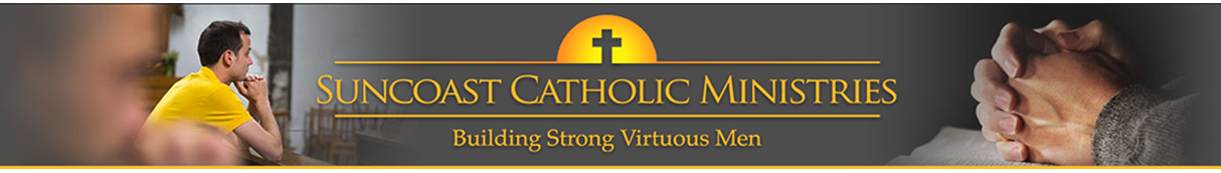 SUNCOAST CATHOLIC MINISTRIES
Building Strong Virtuous Men